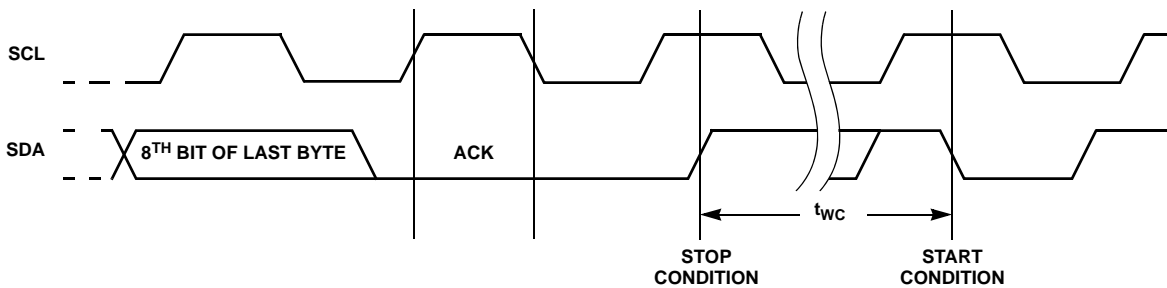 SCL
SDA
8TH BIT OF LAST BYTE
ACK
tWC
STOP
CONDITION
START
CONDITION